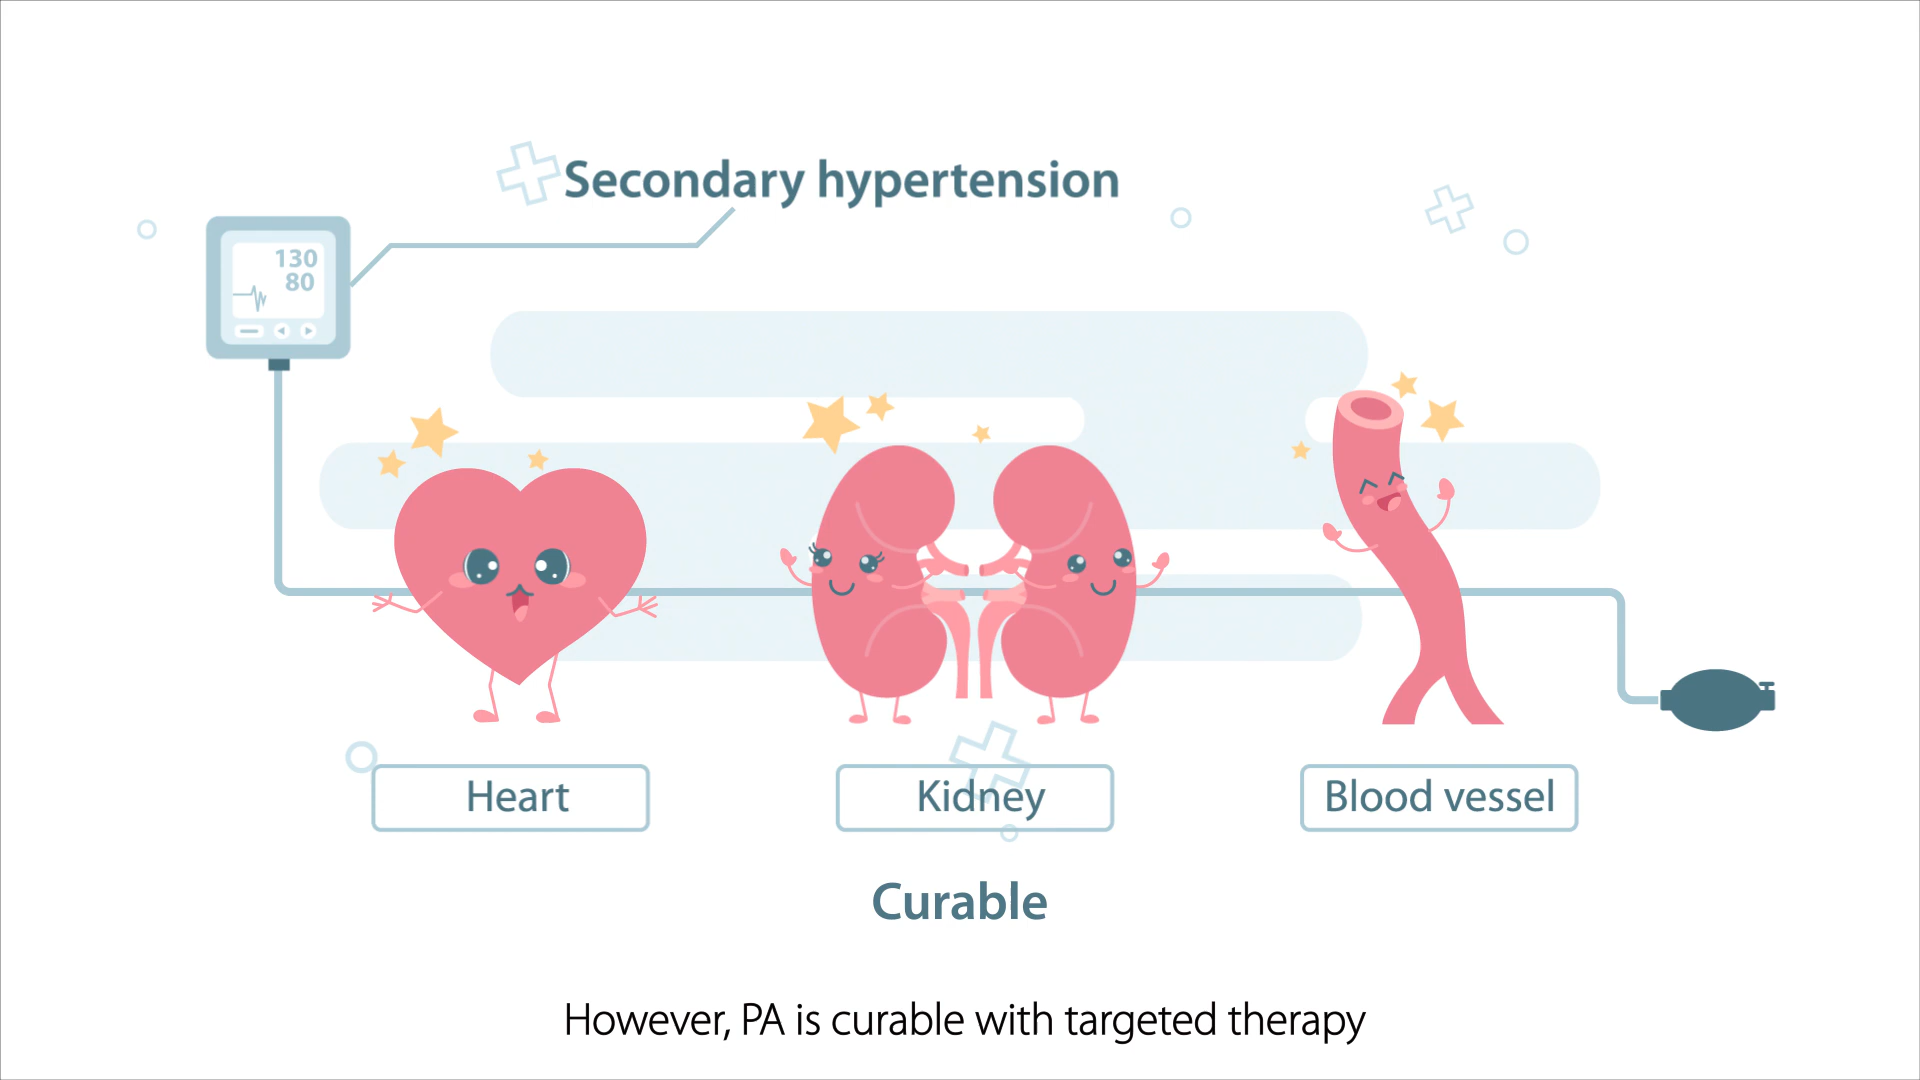 Secondary hypertension
130
80
Heart
Kidney
Blood vessel
Curable
However, PA is curable with targeted therapy